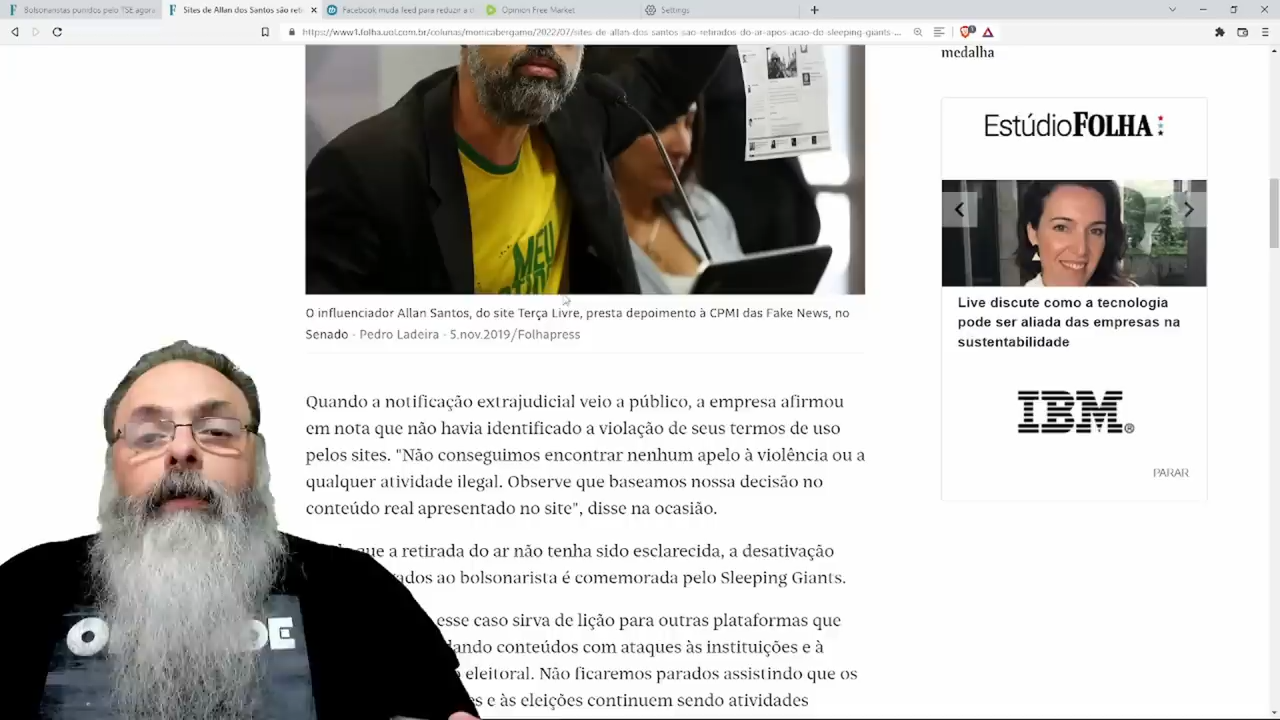 Bolsonaristas punidos pelo TSE agora
Sites de Allan dos Santos são reti
Facebook muda feed para reduzir a d
Opinion Free Market
Settings
https://www1.folha.uol.com.br/colunas/monicabergamo/2022/07/sites-de-allan-dos-santos-sao-retirados-do-ar-apos-acao-do-sleeping-giants-...
medalha
EstúdioFOLHA:
MEU
O influenciador Allan Santos, do site Terça Livre, presta depoimento à CPMI das Fake News, no
Senado - Pedro Ladeira - 5.nov.2019/Folhapress
Live discute como a tecnologia
pode ser aliada das empresas na
sustentabilidade
IBM®
PARAR
Quando a notificação extrajudicial veio a público, a empresa afirmou
em nota que não havia identificado a violação de seus termos de uso
pelos sites. "Não conseguimos encontrar nenhum apelo à violência ou a
qualquer atividade ilegal. Observe que baseamos nossa decisão no
conteúdo real apresentado no site", disse na ocasião.
que a retirada do ar não tenha sido esclarecida, a desativação
ao bolsonarista é comemorada pelo Sleeping Giants.
esse caso sirva de lição para outras plataformas que
conteúdos com ataques às instituições e à
eleitoral. Não ficaremos parados assistindo que os
e às eleições continuem sendo atividades